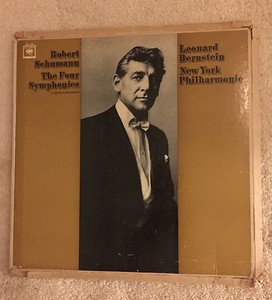 Robert
Schumann
The Four
Symphonies
Leonard
Bernstein
New York
Philharmonic